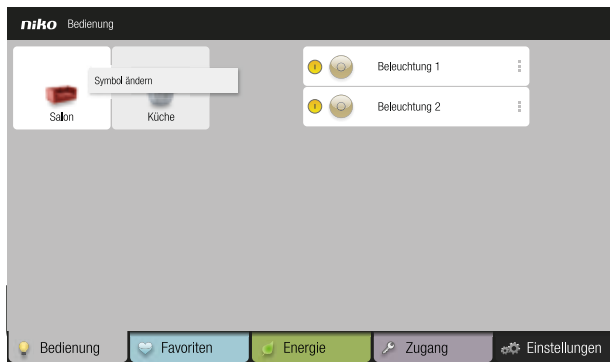 niko Bedienung
Symbol ändern
Salon
Küche
Beleuchtung 1
Beleuchtung 2
Bedienung
Favoriten
Energie
Zugang
Einstellungen